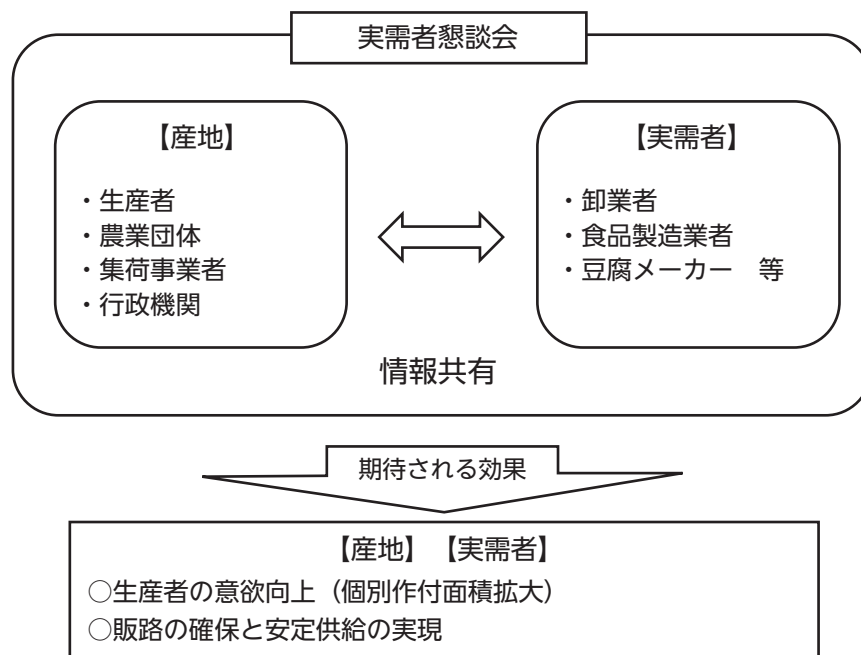 実需者懇談会
【産地】
・生産者
・農業団体
・集荷事業者
・行政機関
【実需者】
・卸業者
・食品製造業者
・豆腐メーカー　等
情報共有
期待される効果
【産地】【実需者】
○生産者の意欲向上（個別作付面積拡大）
○販路の確保と安定供給の実現